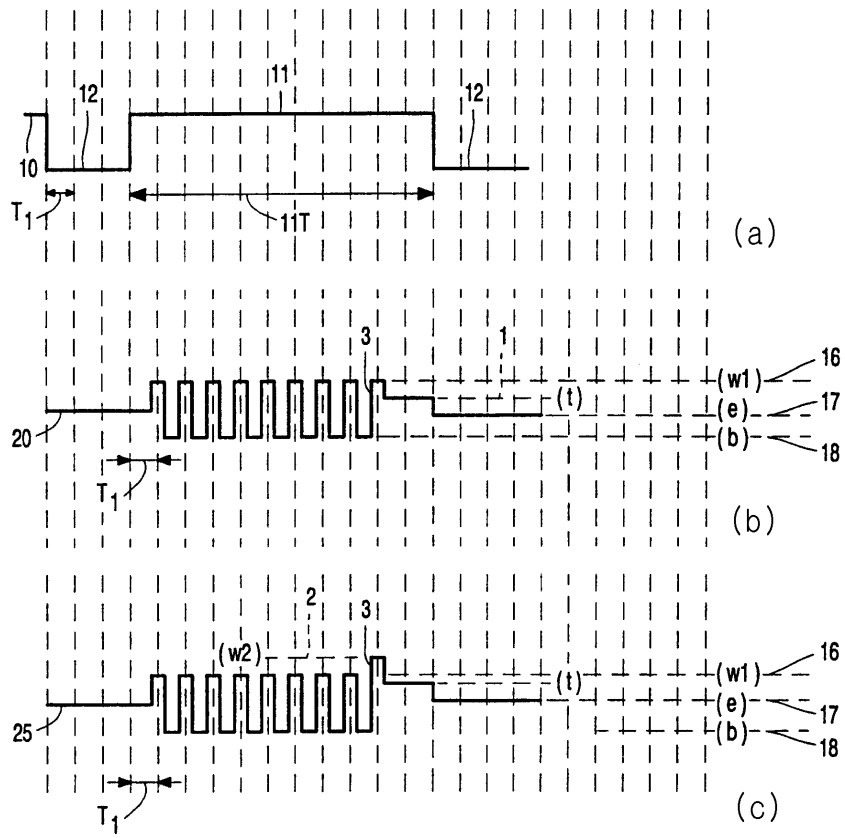 12 11 12
10
T1 11T
(a)
3 1 16
(w1)
(t)
(e) 17
20 (b) 18
T1
(b)
2 3 16
(w2) (w1)
(t)
(e)
25 17
(b) 18
T1
(c)